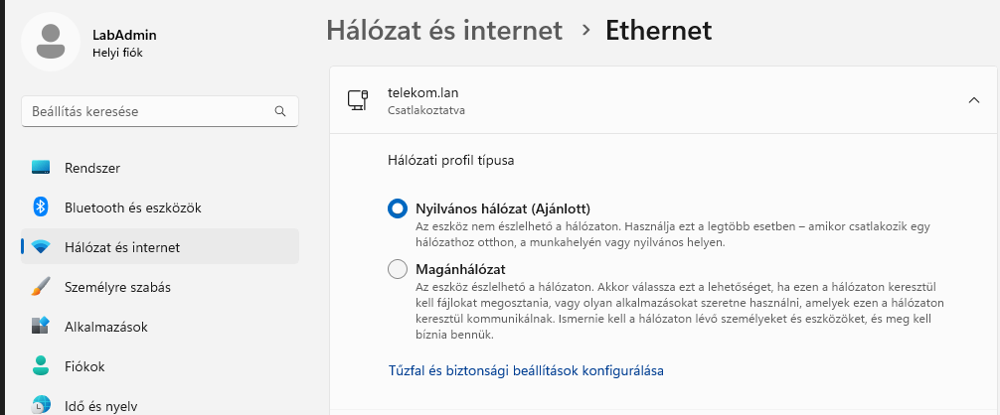 LabAdmin
Helyi fiók
Beállítás keresése
Rendszer
Bluetooth és eszközök
Hálózat és internet
Személyre szabás
Alkalmazások
Fiókok
Idő és nyelv
Hálózat és internet > Ethernet
telekom.lan
Csatlakoztatva
Hálózati profil típusa
Nyilvános hálózat (Ajánlott)
Az eszköz nem észlelhető a hálózaton. Használja ezt a legtöbb esetben – amikor csatlakozik egy
hálózathoz otthon, a munkahelyén vagy nyilvános helyen.
Magánhálózat
Az eszköz észlelhető a hálózaton. Akkor válassza ezt a lehetőséget, ha ezen a hálózaton keresztül
kell fájlokat megosztania, vagy olyan alkalmazásokat szeretne használni, amelyek ezen a hálózaton
keresztül kommunikálnak. Ismernie kell a hálózaton lévő személyeket és eszközöket, és meg kell
bíznia bennük.
Tűzfal és biztonsági beállítások konfigurálása